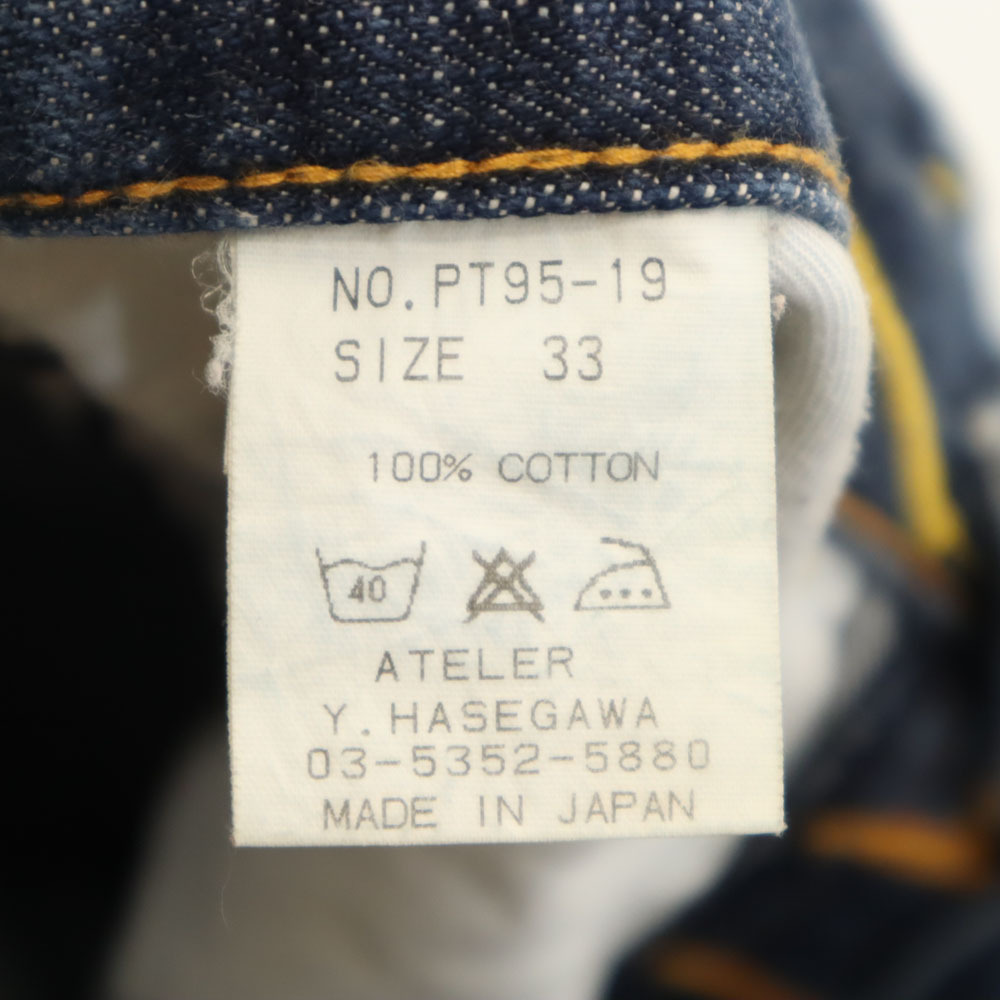 NO.PT95-19
SIZE 33
100% COTTON
40
ATELER
Y.HASEGAWA
03-5352-5880
MADE IN JAPAN